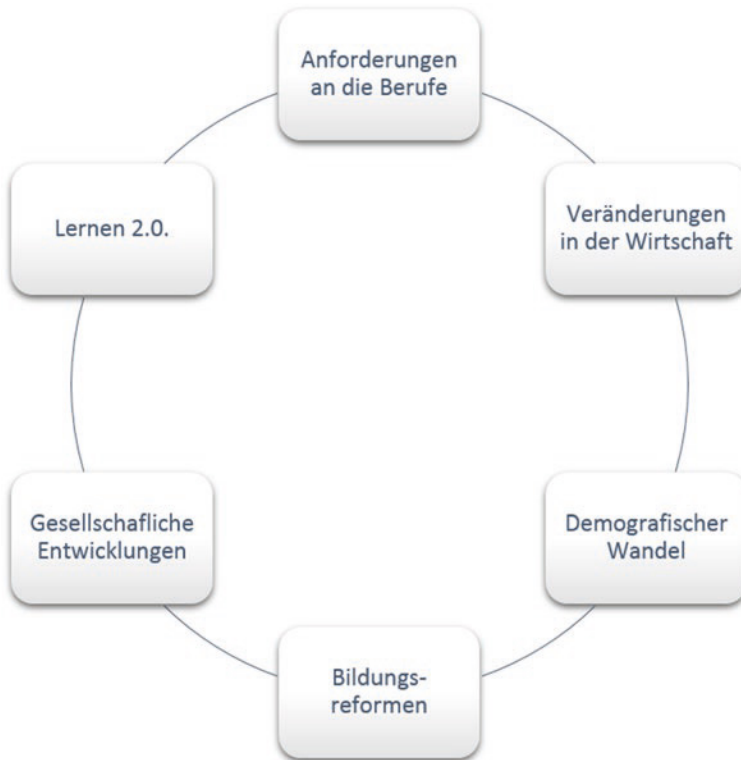 Anforderungen
an die Berufe
Veränderungen
in der Wirtschaft
Demografischer
Wandel
Bildungs-
reformen
Gesellschafliche
Entwicklungen
Lernen 2.0.